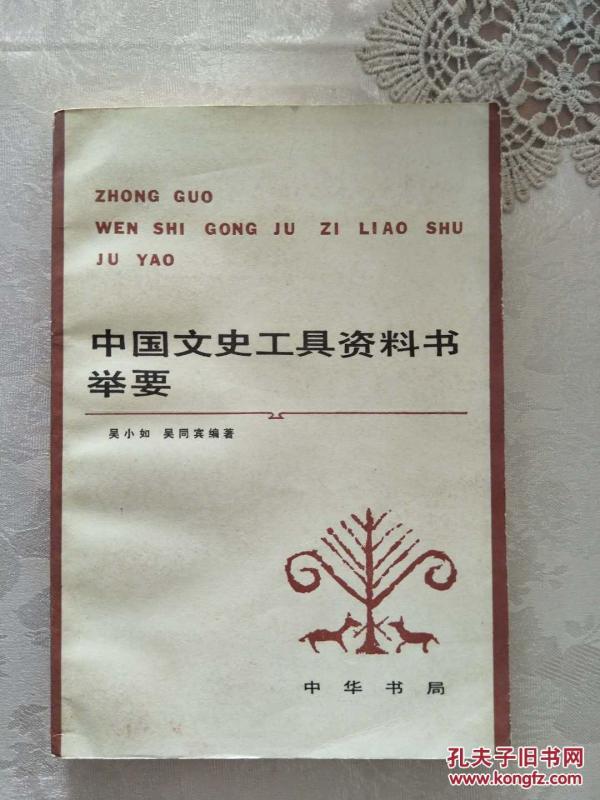 ZHONG GUO
WEN SHI GONG JU ZI LIAO SHU
JU YAO
中国文史工具资料书
举要
吴小如 吴同宾编著
中华书局
孔夫子旧书网
www.kongfz.com